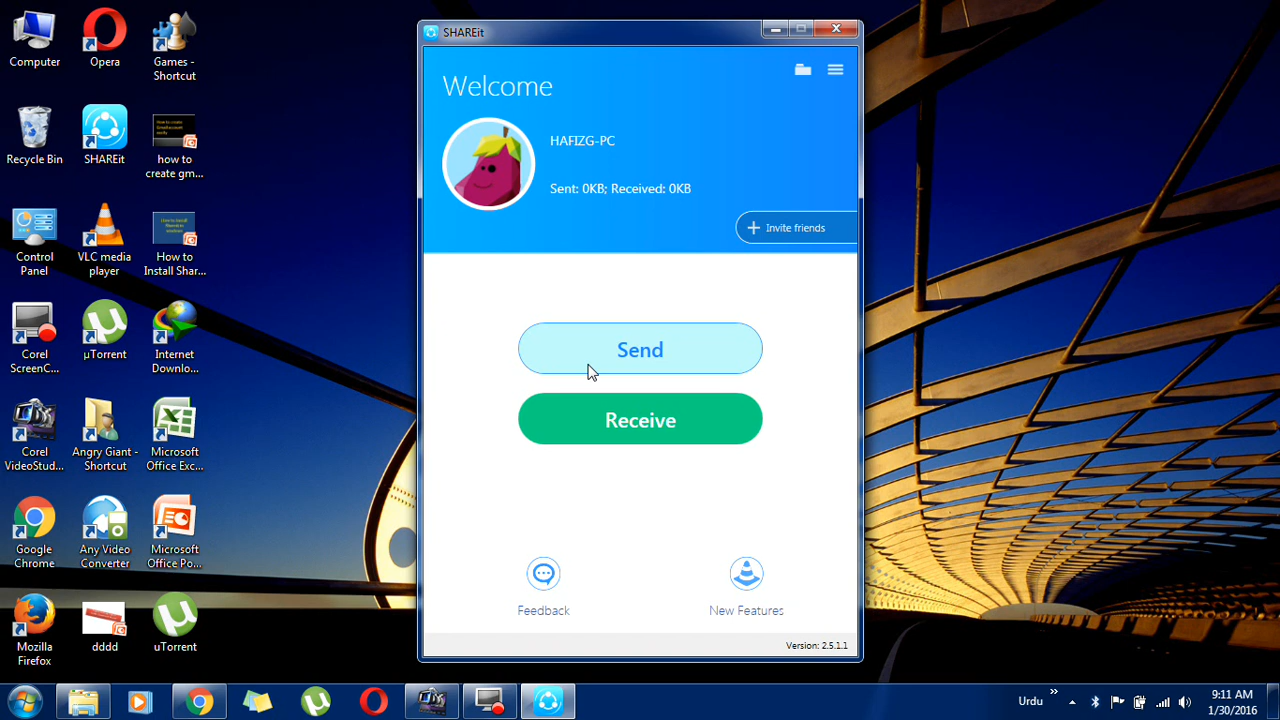 Computer
Opera
Games -
Shortcut
Recycle Bin
SHAREit
how to
create gm...
Control
Panel
VLC media
player
How to
Install Shar...
Corel
ScreenC...
µTorrent
Internet
Downlo...
Corel
VideoStud...
Angry Giant -
Shortcut
Microsoft
Office Exc...
Google
Chrome
Any Video
Converter
Microsoft
Office Po...
Mozilla
Firefox
dddd
uTorrent
SHAREit
Welcome
HAFIZG-PC
Sent: 0KB; Received: 0KB
Invite friends
Send
Receive
Feedback
New Features
Version: 2.5.1.1
Urdu
9:11 AM
1/30/2016